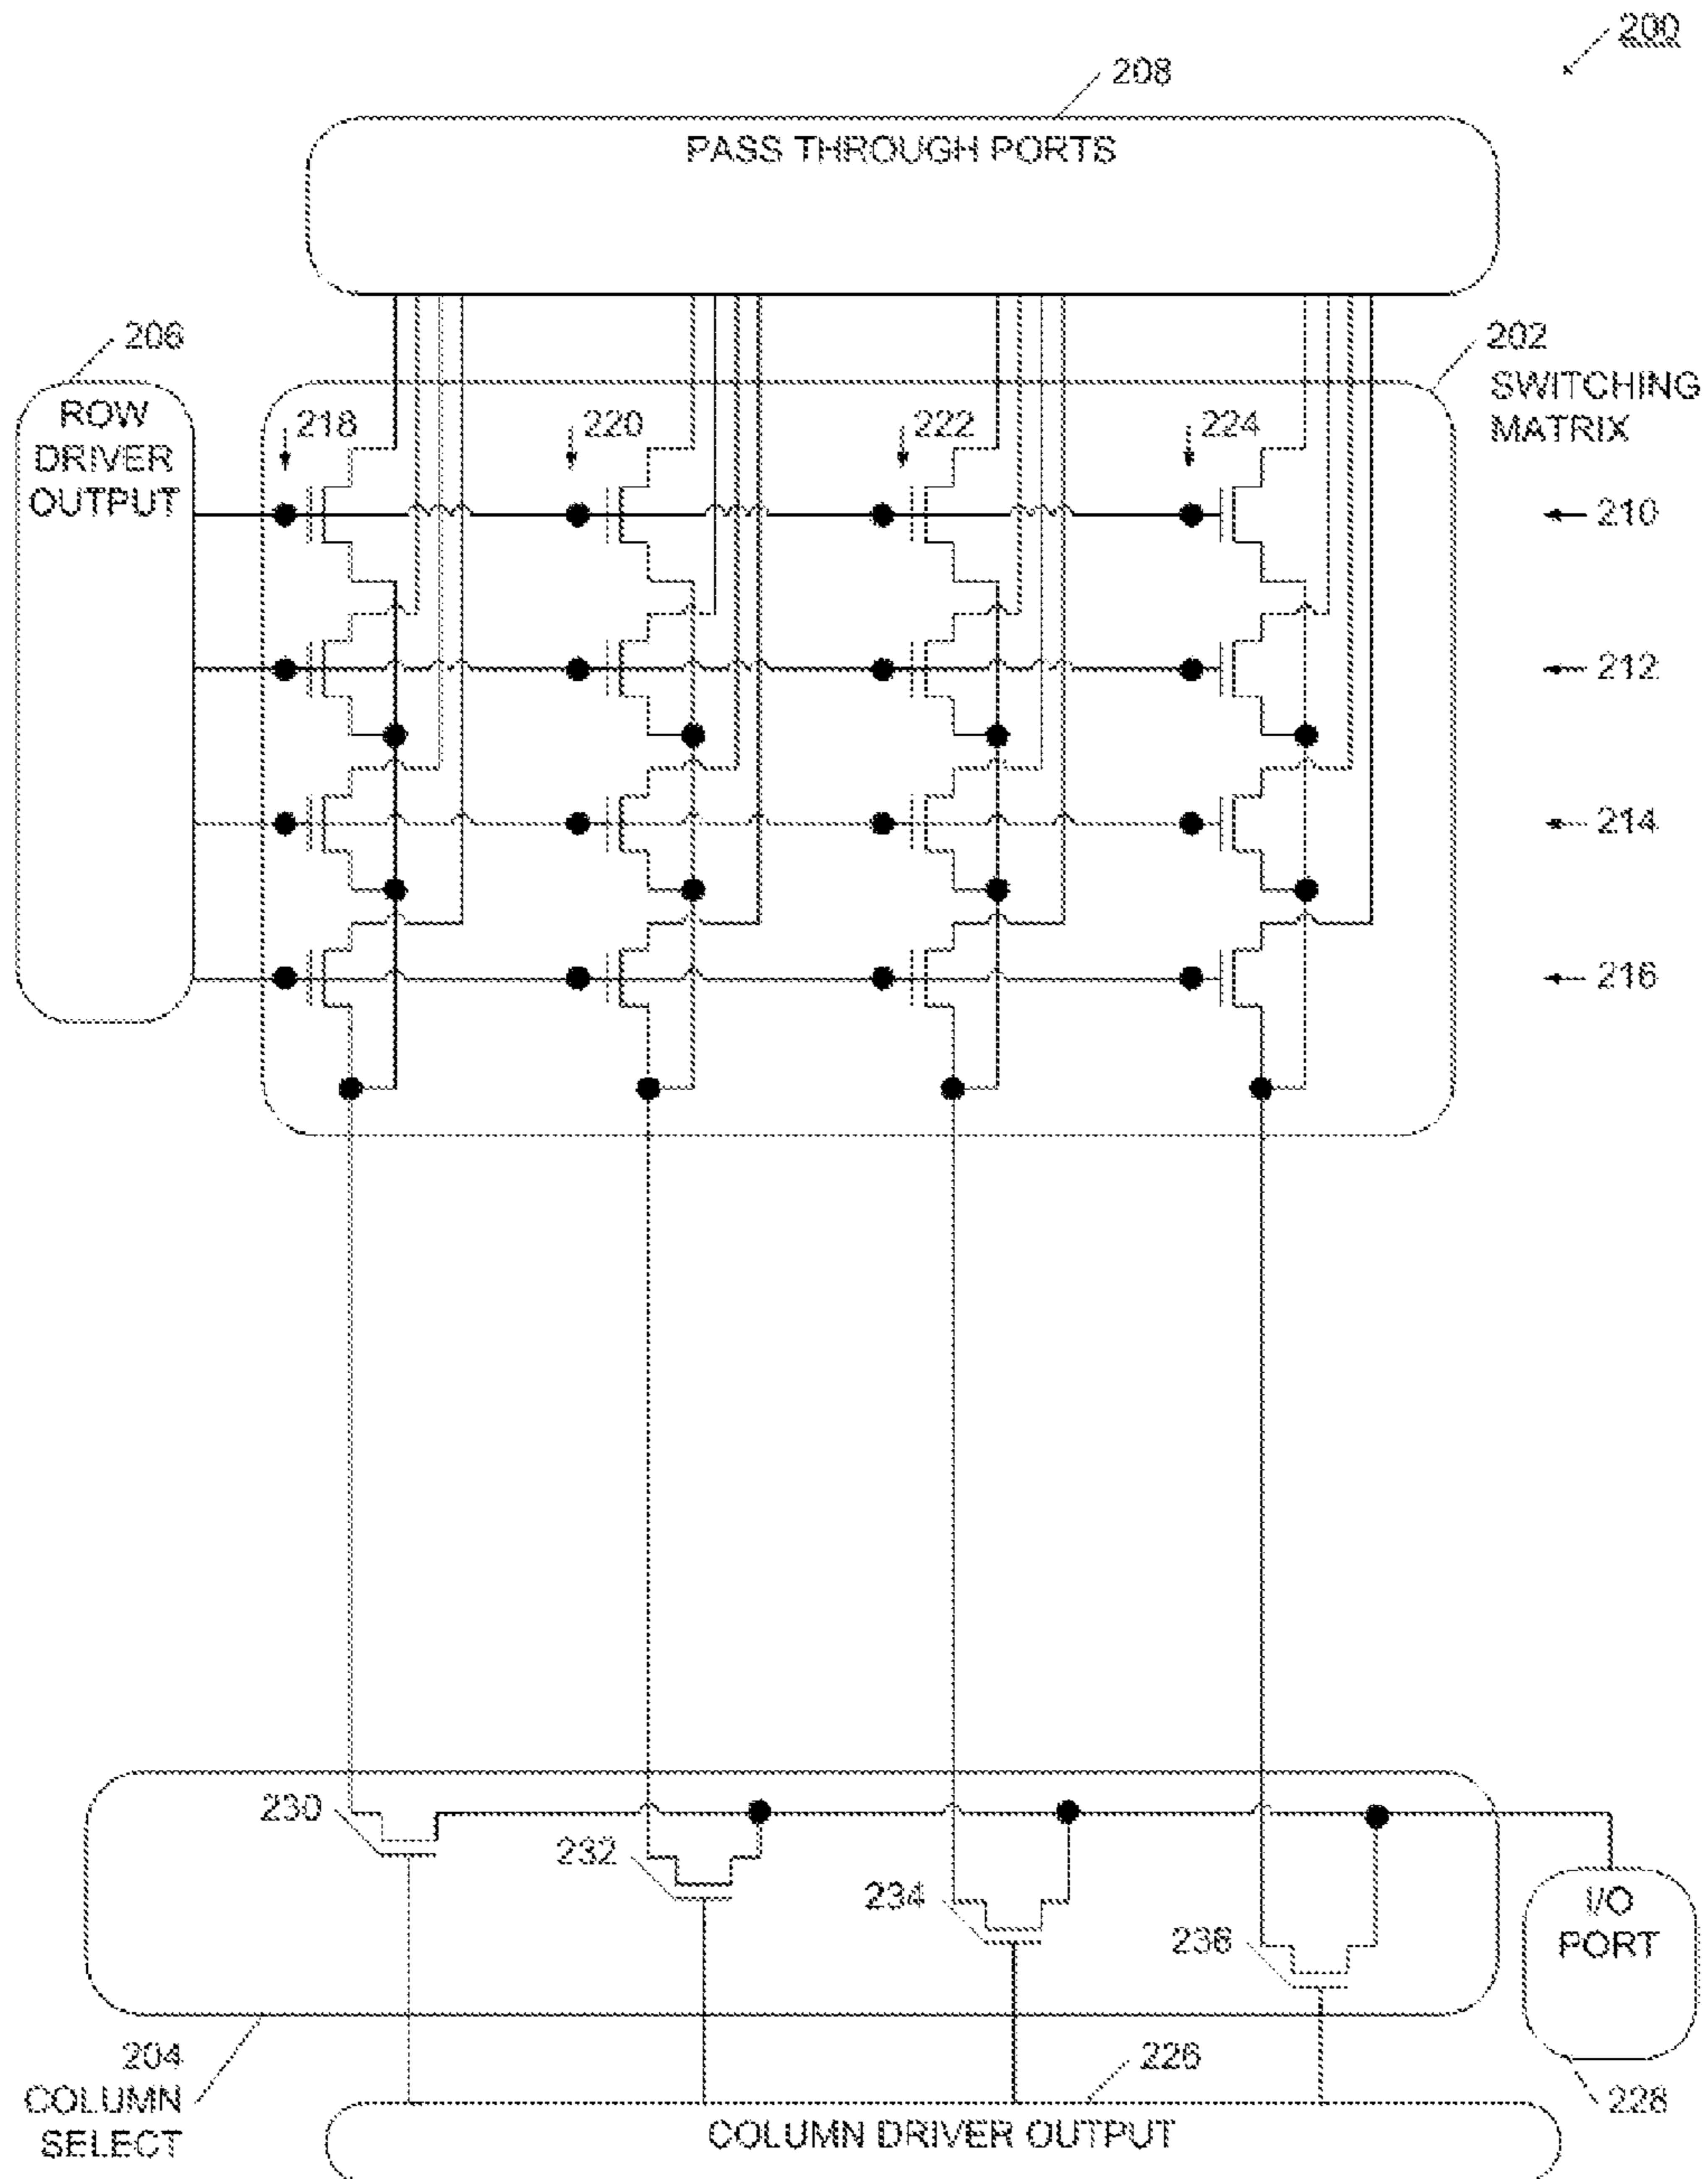 200
208
PASS THROUGH PORTS
206
ROW
DRIVER
OUTPUT
202
SWITCHING
MATRIX
218
220
222
224
210
212
214
216
230
232
234
236
I/O
PORT
204
COLUMN
SELECT
226
228
COLUMN DRIVER OUTPUT